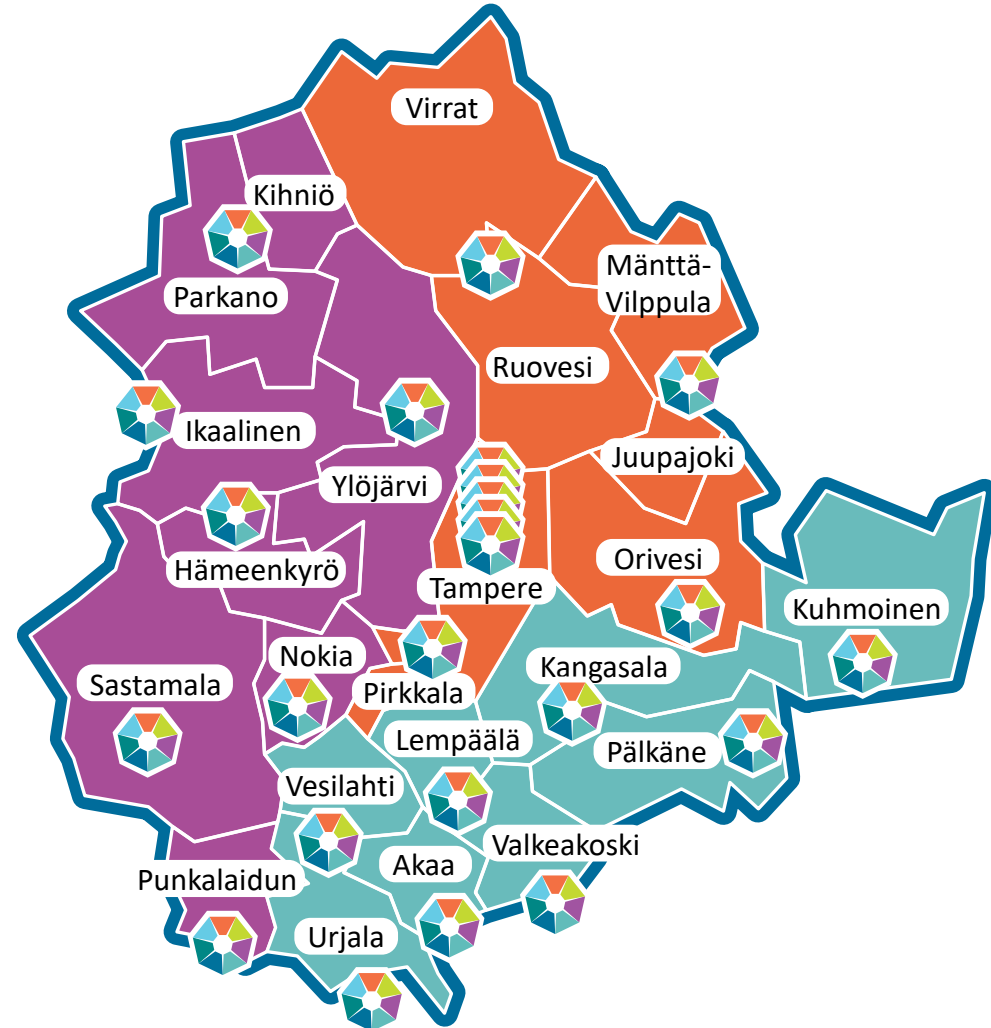 Virrat
Kihniö
Mänttä-
Vilppula
Parkano
Ruovesi
Ikaalinen
Juupajoki
Ylöjärvi
Hämeenkyrö
Orivesi
Tampere
Kuhmoinen
Nokia
Kangasala
Sastamala
Pirkkala
Lempäälä
Pälkäne
Vesilahti
Valkeakoski
Akaa
Punkalaidun
Urjala